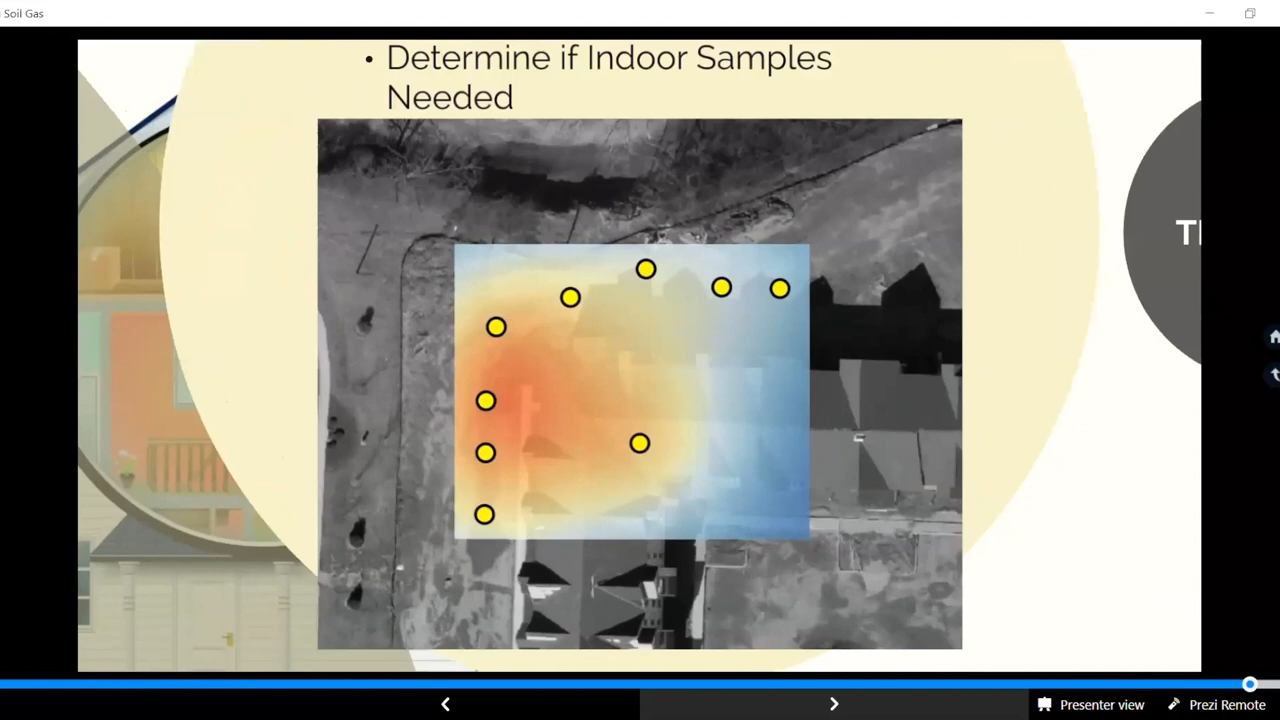 Soil Gas
• Determine if Indoor Samples
Needed
Presenter view
Prezi Remote